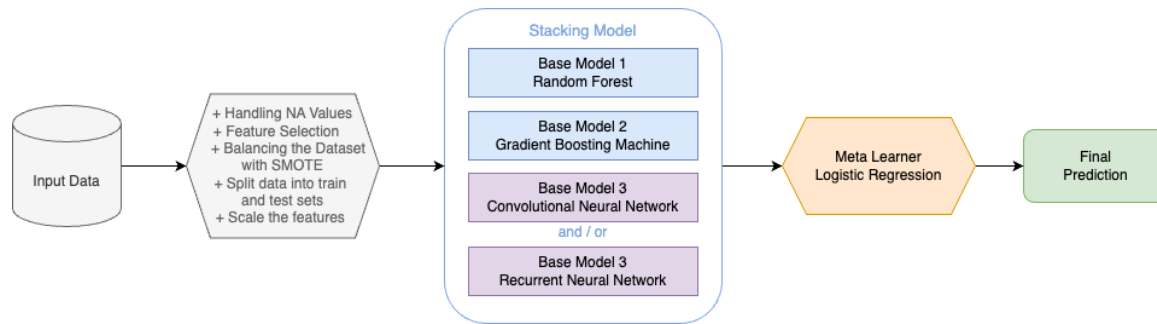 Input Data
+ Handling NA Values
+ Feature Selection
+ Balancing the Dataset
with SMOTE
+ Split data into train
and test sets
+ Scale the features
Stacking Model
Base Model 1
Random Forest
Base Model 2
Gradient Boosting Machine
Base Model 3
Convolutional Neural Network
and / or
Base Model 3
Recurrent Neural Network
Meta Learner
Logistic Regression
Final
Prediction